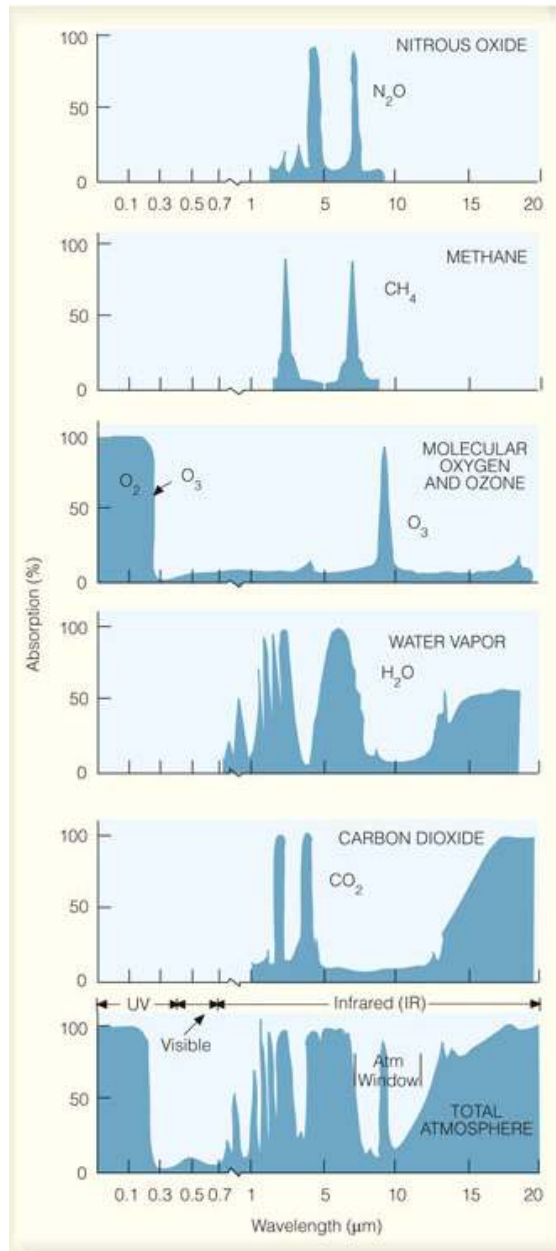 100
50
0
NITROUS OXIDE
N₂O
0.1 0.3 0.5 0.7 1 5 10 15 20
100
50
0
METHANE
CH₄
100
50
0
MOLECULAR
OXYGEN
AND OZONE
O₂ O₃
O₃
Absorption (%)
100
50
0
WATER VAPOR
H₂O
100
50
0
CARBON DIOXIDE
CO₂
UV
Visible
Infrared (IR)
100
50
0
Atm
Window
TOTAL
ATMOSPHERE
0.1 0.3 0.5 0.7 1 5 10 15 20
Wavelength (µm)